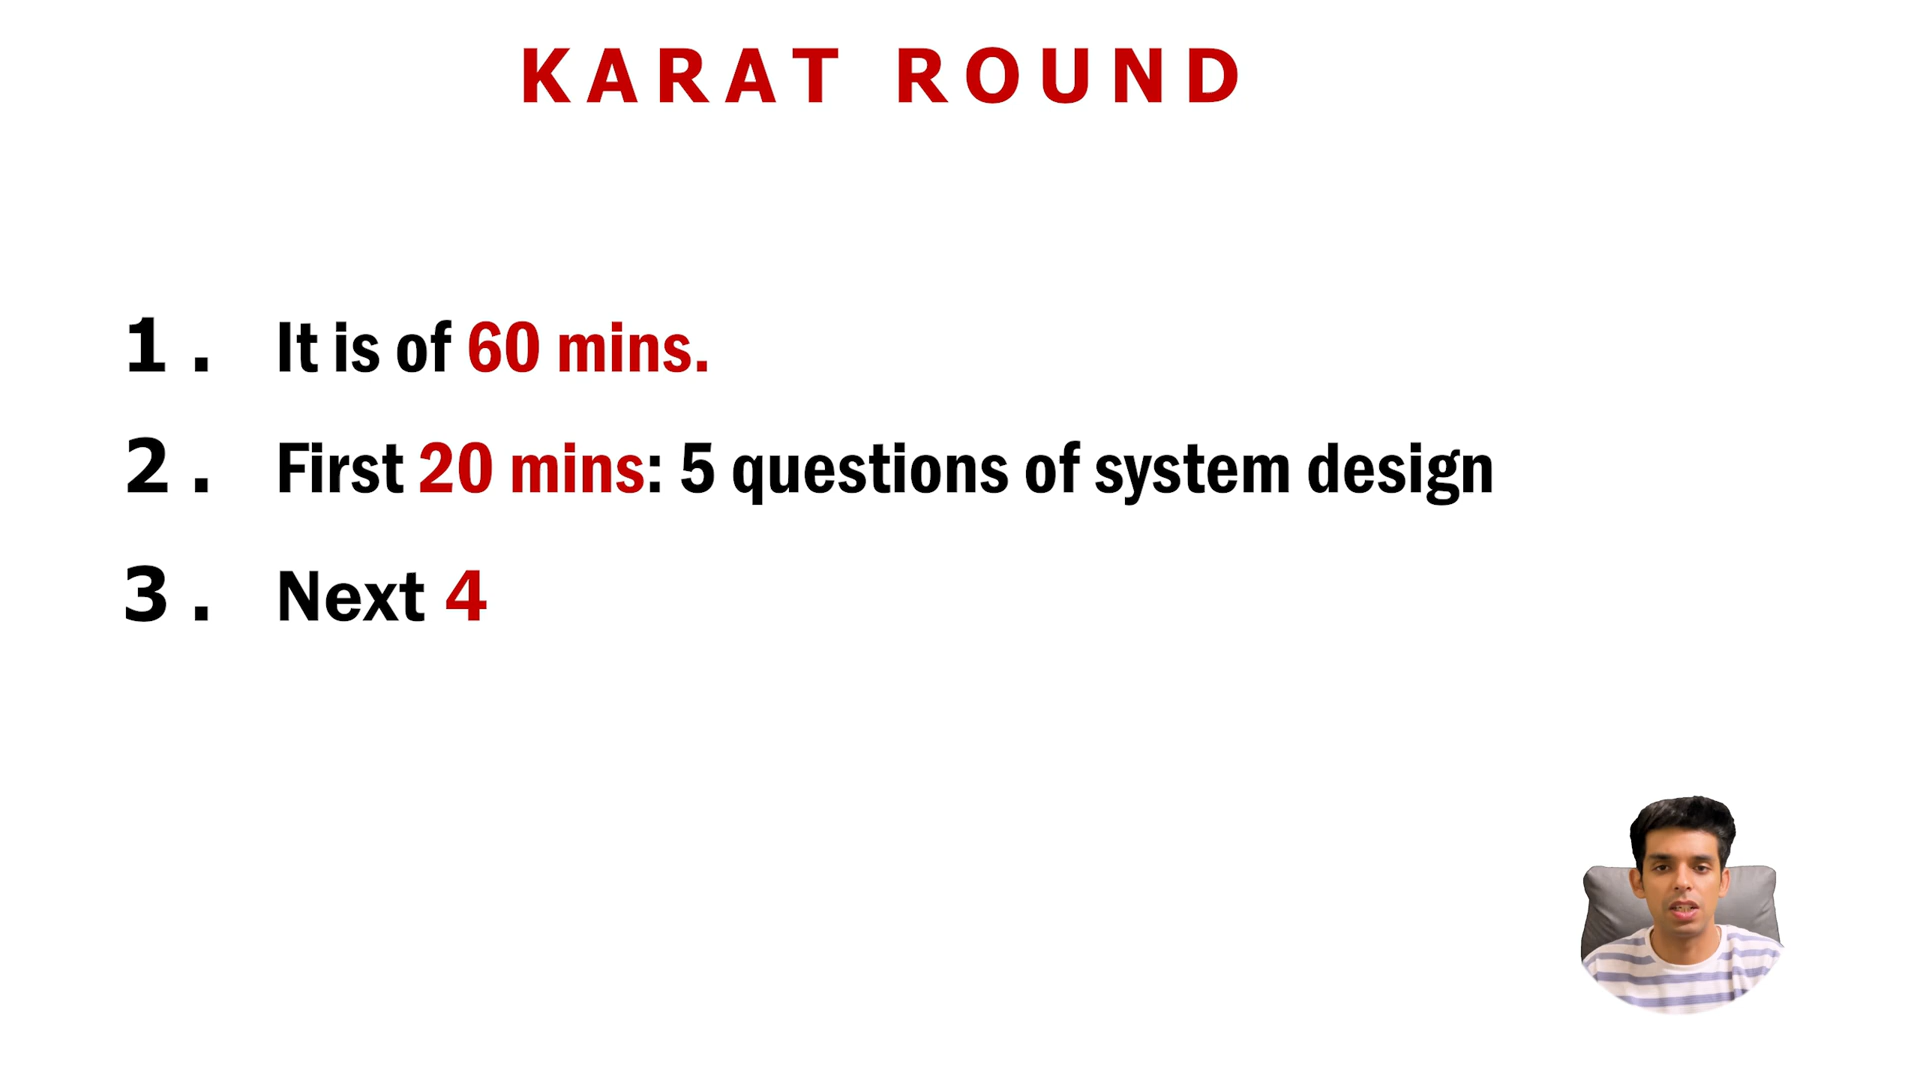 KARAT ROUND
1. It is of 60 mins.
2. First 20 mins: 5 questions of system design
3. Next 4